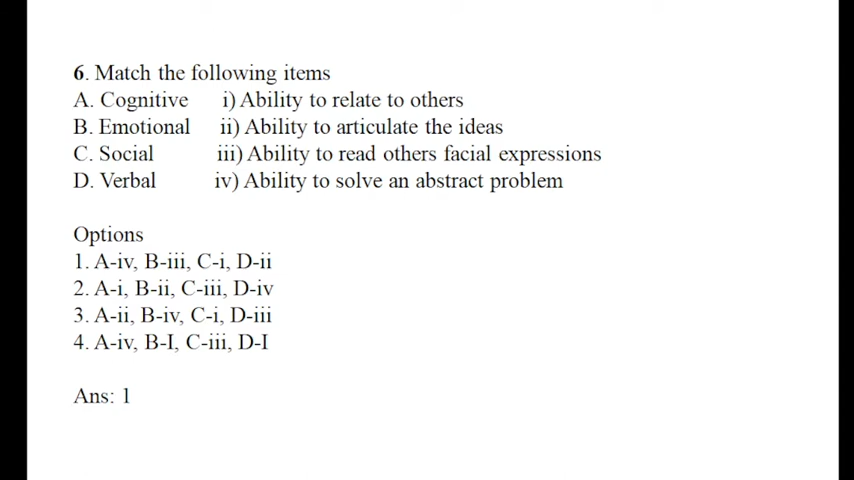 6. Match the following items
A. Cognitive i) Ability to relate to others
B. Emotional ii) Ability to articulate the ideas
C. Social iii) Ability to read others facial expressions
D. Verbal iv) Ability to solve an abstract problem
Options
1. A-iv, B-iii, C-i, D-ii
2. A-i, B-ii, C-iii, D-iv
3. A-ii, B-iv, C-i, D-iii
4. A-iv, B-I, C-iii, D-I
Ans: 1